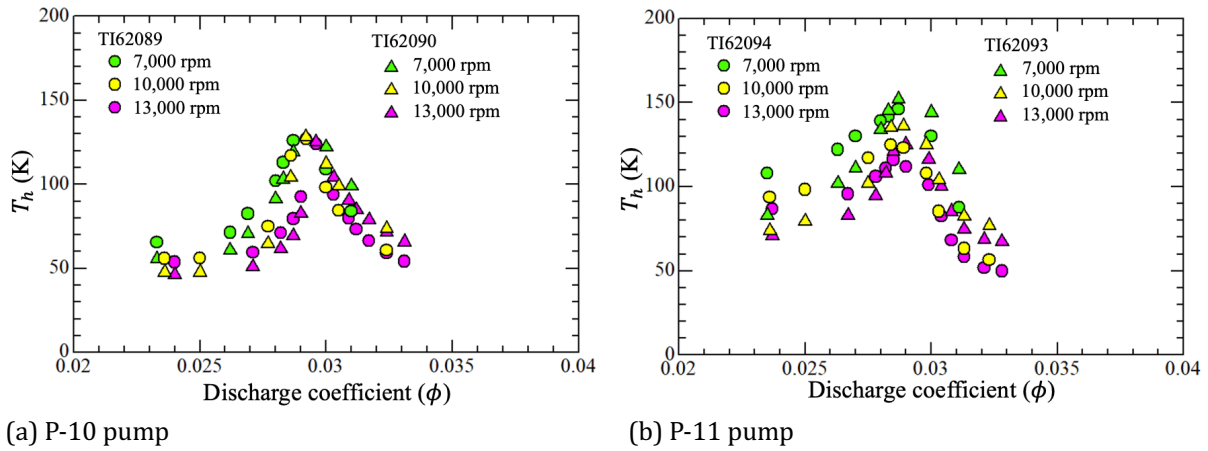 200
150
100
50
0
T_h (K)
TI62089
7,000 rpm
10,000 rpm
13,000 rpm
TI62090
7,000 rpm
10,000 rpm
13,000 rpm
0.02 0.025 0.03 0.035 0.04
Discharge coefficient (ϕ)
(a) P-10 pump
200
150
100
50
0
T_h (K)
TI62094
7,000 rpm
10,000 rpm
13,000 rpm
TI62093
7,000 rpm
10,000 rpm
13,000 rpm
0.02 0.025 0.03 0.035 0.04
Discharge coefficient (ϕ)
(b) P-11 pump